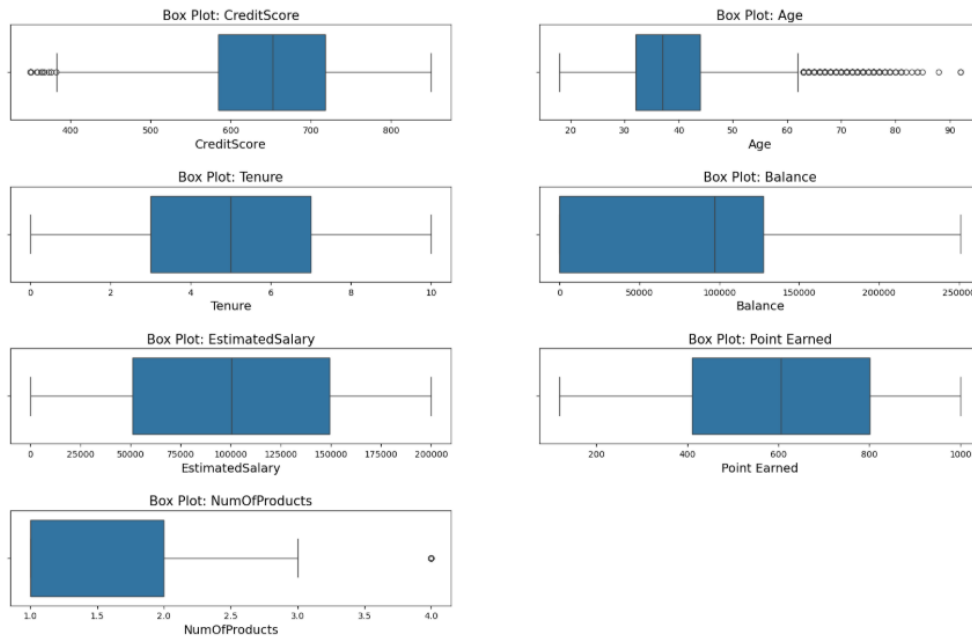 Box Plot: CreditScore
400 500 600 700 800
CreditScore
Box Plot: Age
20 30 40 50 60 70 80 90
Age
Box Plot: Tenure
0 2 4 6 8 10
Tenure
Box Plot: Balance
0 50000 100000 150000 200000 250000
Balance
Box Plot: EstimatedSalary
0 25000 50000 75000 100000 125000 150000 175000 200000
EstimatedSalary
Box Plot: Point Earned
200 400 600 800 1000
Point Earned
Box Plot: NumOfProducts
1.0 1.5 2.0 2.5 3.0 3.5 4.0
NumOfProducts